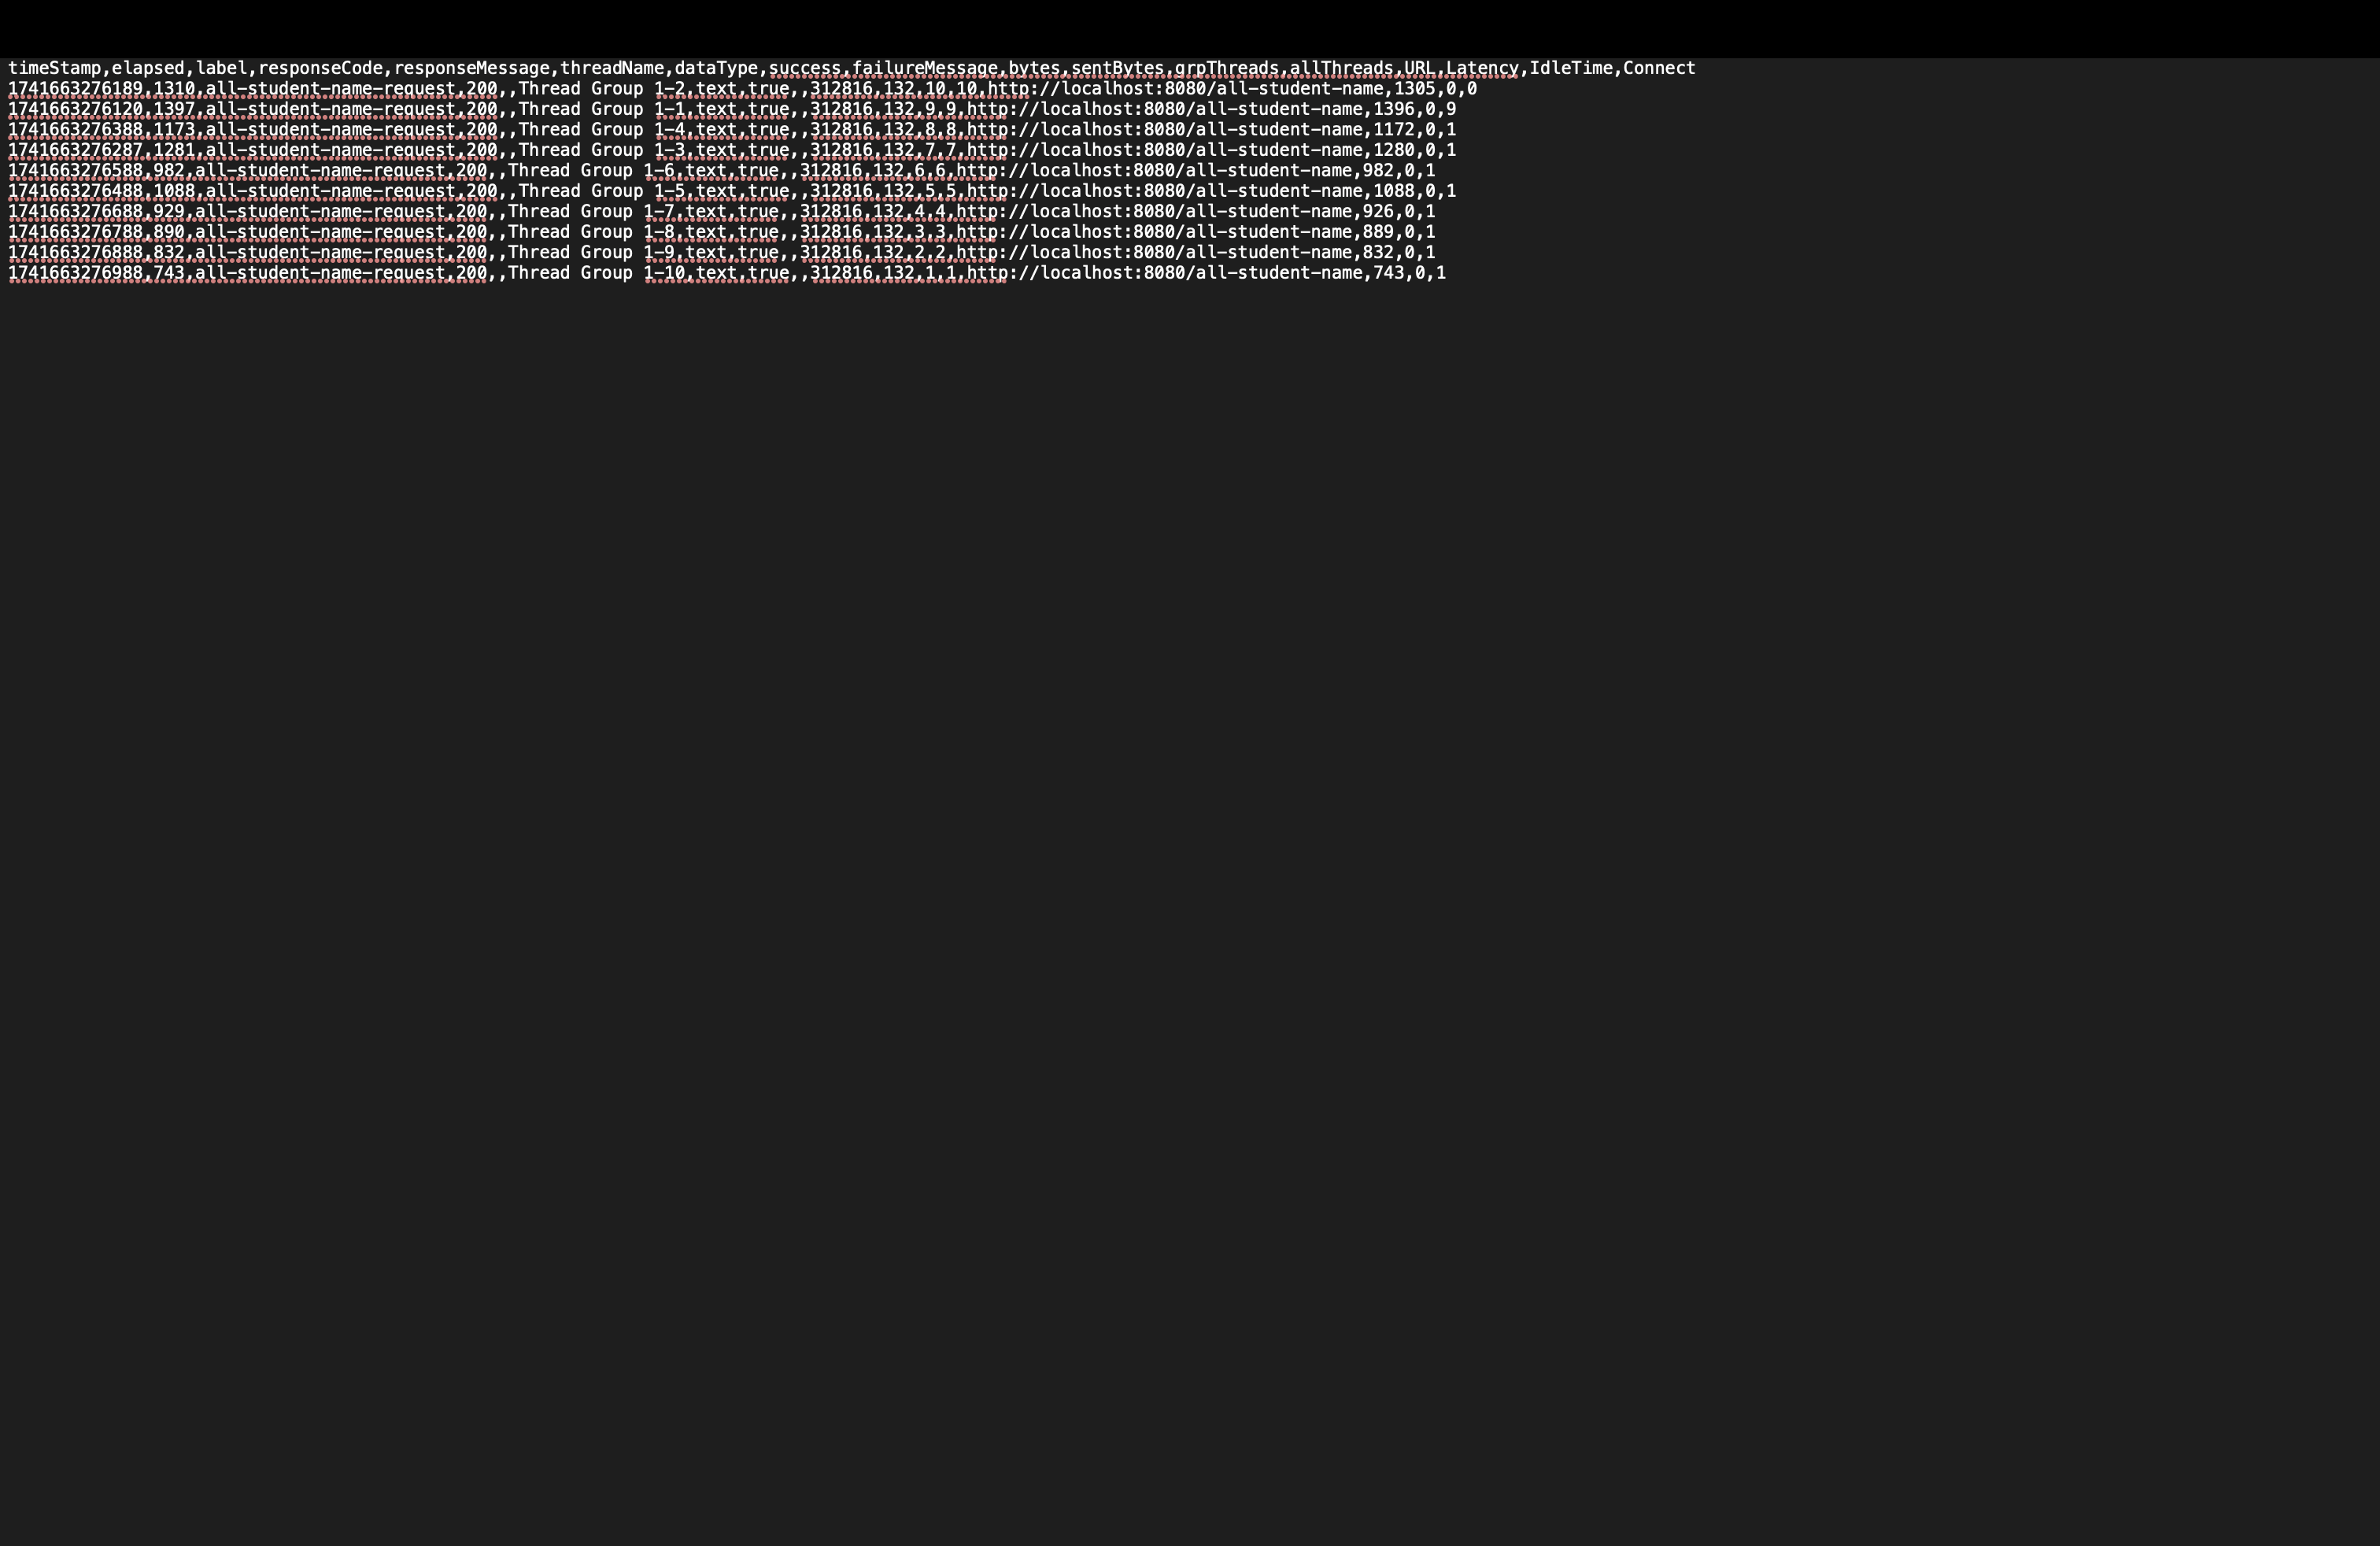 timeStamp,elapsed,label,responseCode,responseMessage,threadName,dataType,success,failureMessage,bytes,sentBytes,grpThreads,allThreads,URL,Latency,IdleTime,Connect
1741663276189,1310,all-student-name-request,200,,Thread Group 1-2,text,true,,312816,132,10,10,http://localhost:8080/all-student-name,1305,0,0
1741663276120,1397,all-student-name-request,200,,Thread Group 1-1,text,true,,312816,132,9,9,http://localhost:8080/all-student-name,1396,0,9
1741663276388,1173,all-student-name-request,200,,Thread Group 1-4,text,true,,312816,132,8,8,http://localhost:8080/all-student-name,1172,0,1
1741663276287,1281,all-student-name-request,200,,Thread Group 1-3,text,true,,312816,132,7,7,http://localhost:8080/all-student-name,1280,0,1
1741663276588,982,all-student-name-request,200,,Thread Group 1-6,text,true,,312816,132,6,6,http://localhost:8080/all-student-name,982,0,1
1741663276488,1088,all-student-name-request,200,,Thread Group 1-5,text,true,,312816,132,5,5,http://localhost:8080/all-student-name,1088,0,1
1741663276688,929,all-student-name-request,200,,Thread Group 1-7,text,true,,312816,132,4,4,http://localhost:8080/all-student-name,926,0,1
1741663276788,890,all-student-name-request,200,,Thread Group 1-8,text,true,,312816,132,3,3,http://localhost:8080/all-student-name,889,0,1
1741663276888,832,all-student-name-request,200,,Thread Group 1-9,text,true,,312816,132,2,2,http://localhost:8080/all-student-name,832,0,1
1741663276988,743,all-student-name-request,200,,Thread Group 1-10,text,true,,312816,132,1,1,http://localhost:8080/all-student-name,743,0,1